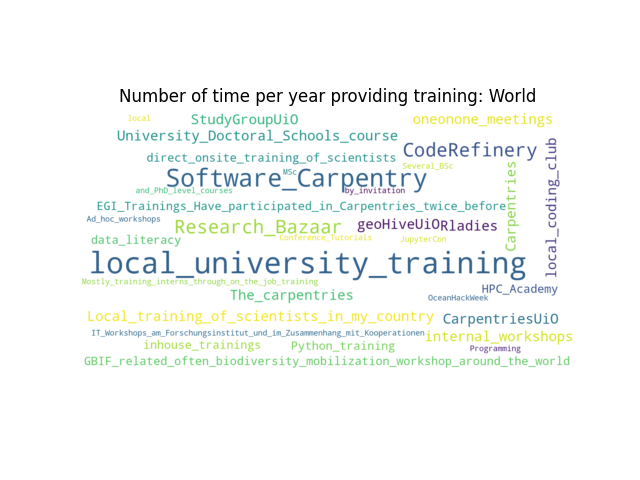 Number of time per year providing training: World
local
StudyGroupUiO
oneonone_meetings
University_Doctoral_Schools_course
CodeRefinery
local_coding_club
direct_onsite_training_of_scientists
Several_BSc
Carpentries
Software_Carpentry
MSc
and_PhD_level_courses
by_invitation
EGI_Trainings_Have_participated_in_Carpentries_twice_before
Ad_hoc_workshops
Research_Bazaar
geoHiveUiO
Rladies
data_literacy
Conference_Tutorials
JupyterCon
local_university_training
Mostly_training_interns_through_on_the_job_training
The_carpentries
HPC_Academy
OceanHackWeek
Local_training_of_scientists_in_my_country
CarpentriesUiO
IT_Workshops_am_Forschungsinstitut_und_im_Zusammenhang_mit_Kooperationen
internal_workshops
inhouse_trainings
Python_training
Programming
GBIF_related_often_biodiversity_mobilization_workshop_around_the_world